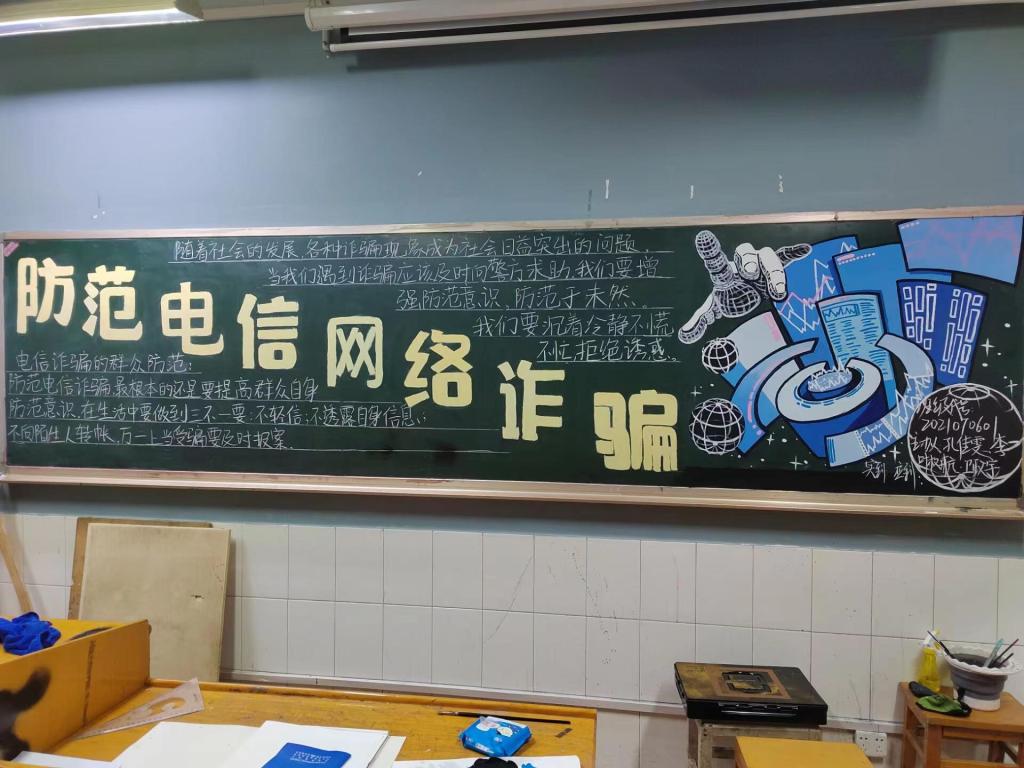 随着社会的发展、各种诈骗现象成为社会日益突出的问题、
当我们遇到诈骗应该及时向警方求助、我们要增
强防范意识、防范于未然。
我们要沉着冷静不慌
不忙拒绝诱惑。
防范电信网络诈骗
电信诈骗的群众防范：
防范电信诈骗最根本的还是要提高群众自身
防范意识、在生活中要做到三不一要:不轻信:不透露自身信息:
不向陌生人转帐、万一上当受骗要及时报案
班级管
2021070601